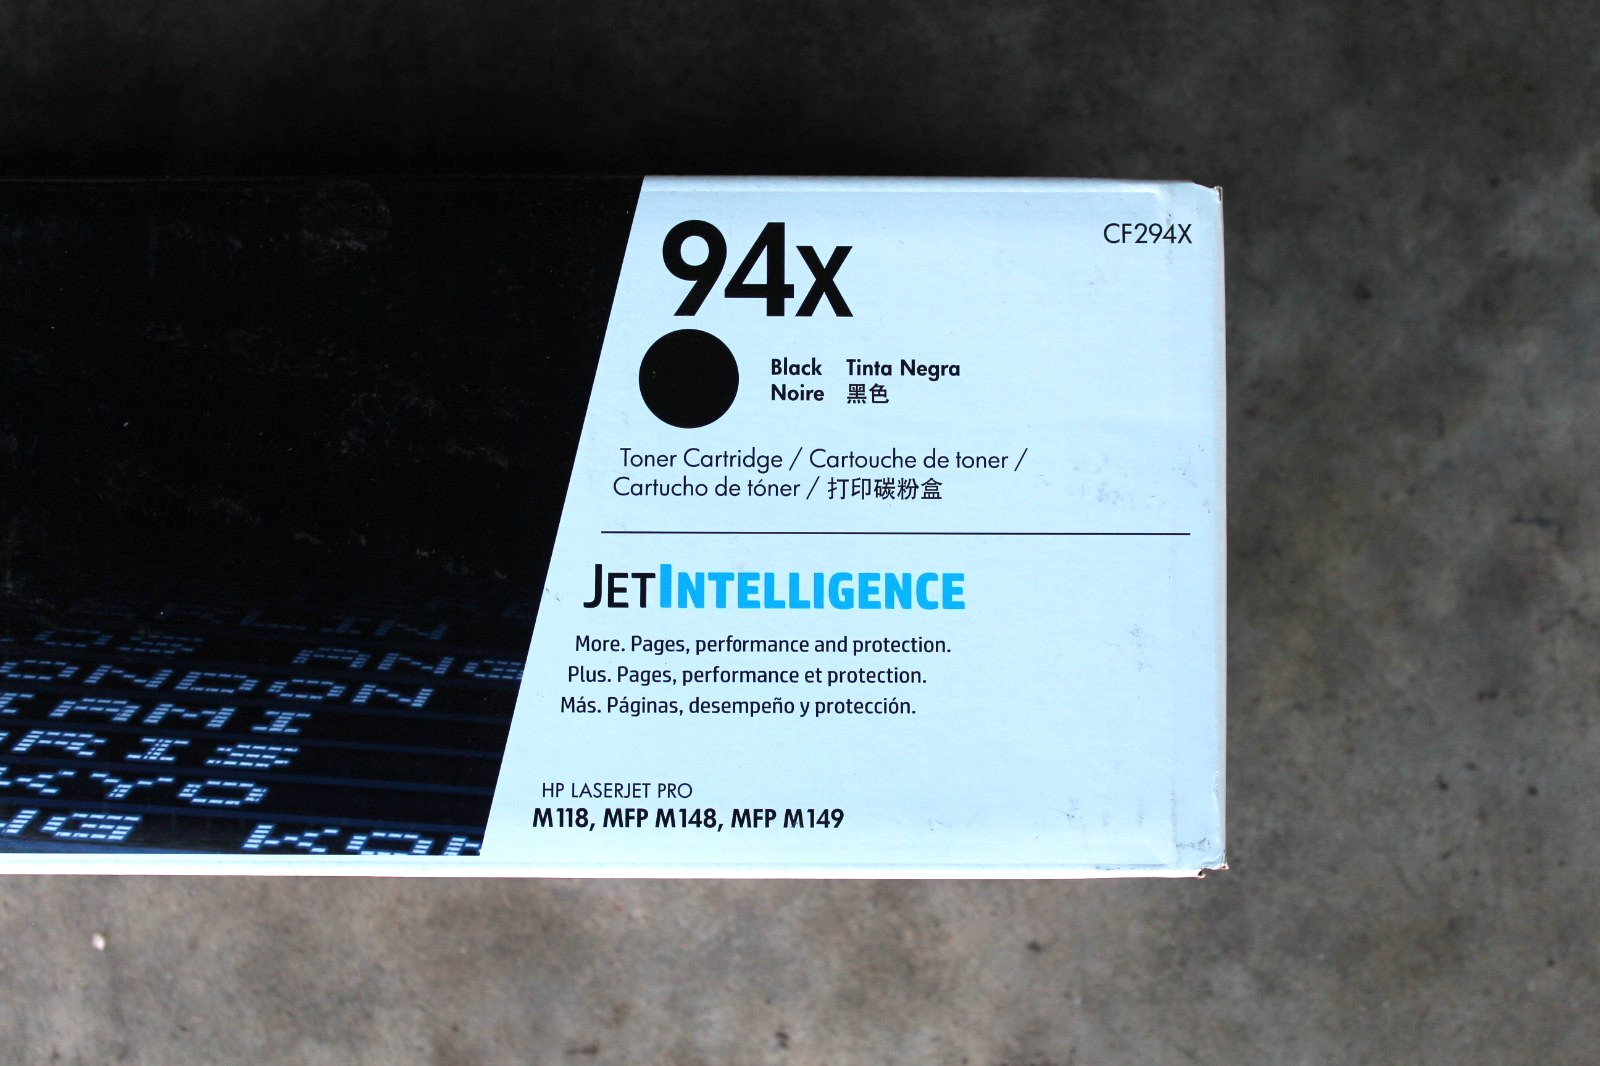 94X
CF294X
Black Tinta Negra
Noire 黑色
Toner Cartridge / Cartouche de toner /
Cartucho de tóner / 打印碳粉盒
JETINTELLIGENCE
More. Pages, performance and protection.
Plus. Pages, performance et protection.
Más. Páginas, desempeño y protección.
HP LASERJET PRO
M118, MFP M148, MFP M149